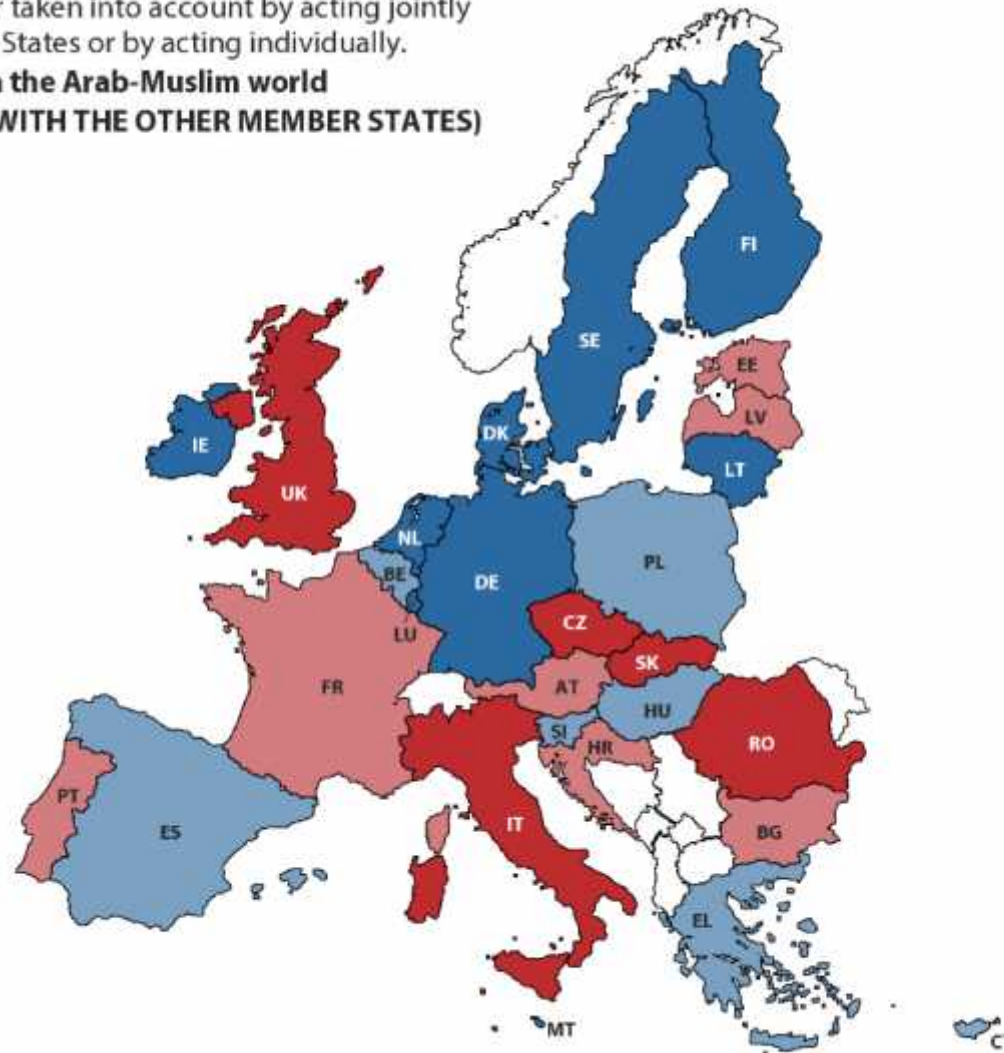 taken into account by acting jointly
States or by acting individually.
the Arab-Muslim world
WITH THE OTHER MEMBER STATES)
FI
SE
EE
LV
DK
IE
LT
UK
NL
BE
PL
DE
CZ
LU
SK
FR
AT
HU
SI
HR
RO
PT
ES
IT
BG
EL
MT
C